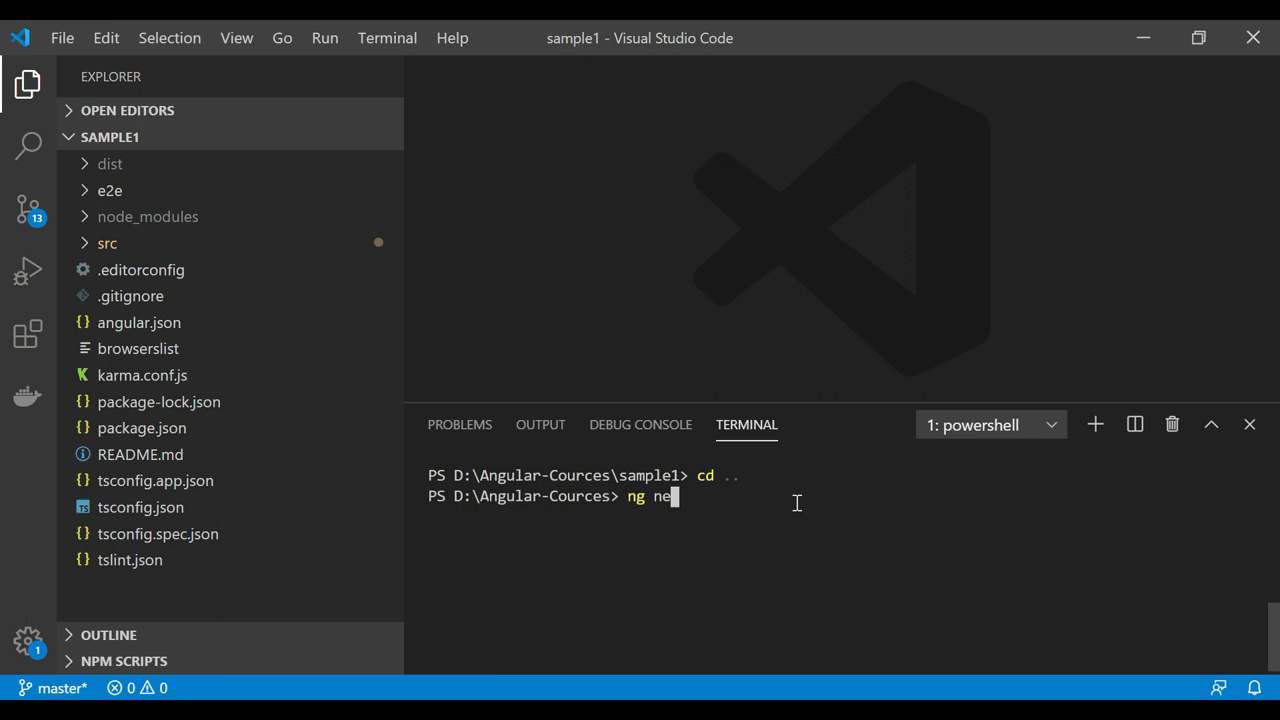 File Edit Selection View Go Run Terminal Help
sample1 - Visual Studio Code
EXPLORER
OPEN EDITORS
SAMPLE1
dist
e2e
node_modules
src
.editorconfig
.gitignore
angular.json
browserslist
karma.conf.js
package-lock.json
package.json
README.md
tsconfig.app.json
tsconfig.json
tsconfig.spec.json
tslint.json
OUTLINE
NPM SCRIPTS
13
1
PROBLEMS OUTPUT DEBUG CONSOLE TERMINAL
1: powershell
PS D:\Angular-Cources\sample1> cd ..
PS D:\Angular-Cources> ng ne
master* 0 0